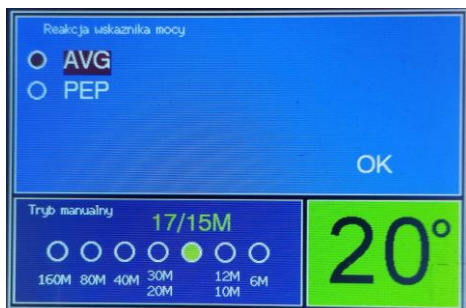 Reakcja wskaznika mocy
AVG
PEP
OK
Tryb manualny
17/15M
160M 80M 40M 30M 20M 12M 10M 6M
20°